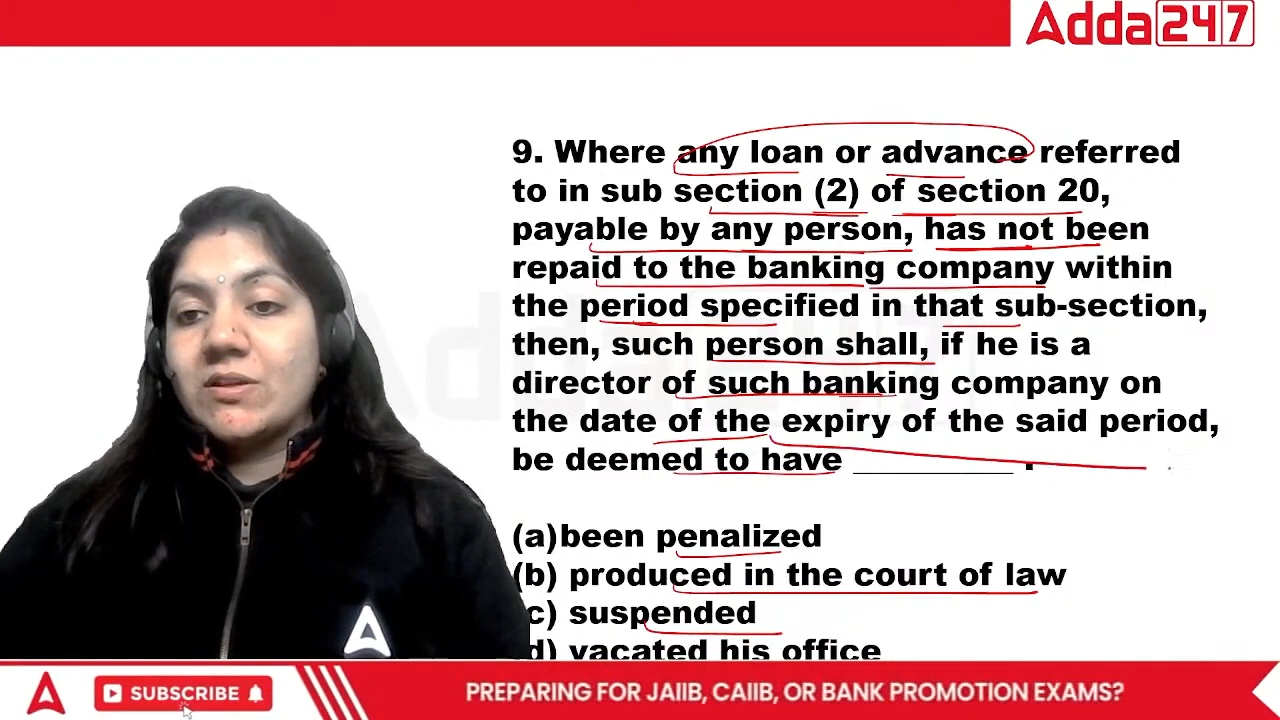 Adda247
9. Where any loan or advance referred
to in sub section (2) of section 20,
payable by any person, has not been
repaid to the banking company within
the period specified in that sub-section,
then, such person shall, if he is a
director of such banking company on
the date of the expiry of the said period,
be deemed to have __________ .
(a)been penalized
(b) produced in the court of law
(c) suspended
(d) vacated his office
SUBSCRIBE
PREPARING FOR JAIIB, CAIIB, OR BANK PROMOTION EXAMS?